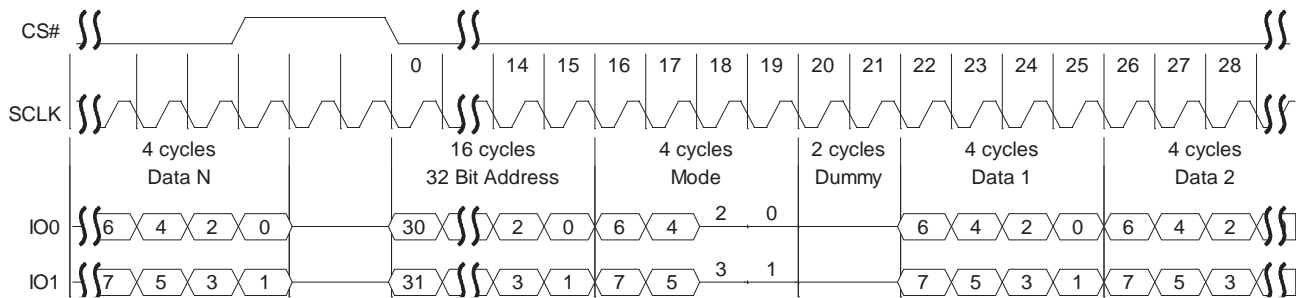 CS#
0 14 15 16 17 18 19 20 21 22 23 24 25 26 27 28
SCLK
4 cycles 16 cycles 4 cycles 2 cycles 4 cycles 4 cycles
Data N 32 Bit Address Mode Dummy Data 1 Data 2
IO0 6 4 2 0 30 2 0 6 4 2 0 6 4 2 0 6 4 2
IO1 7 5 3 1 31 3 1 7 5 3 1 7 5 3 1 7 5 3